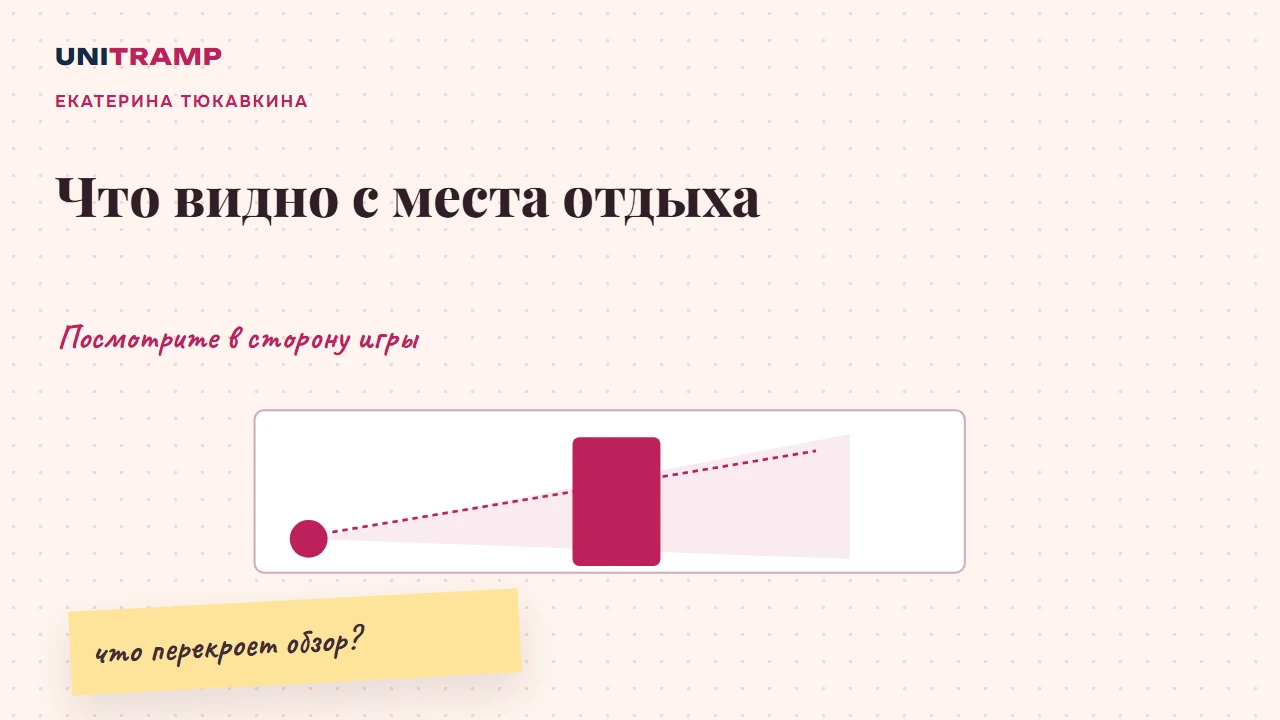 UNITRAMP
ЕКАТЕРИНА ТЮКАВКИНА
Что видно с места отдыха
Посмотрите в сторону игры
что перекроет обзор?